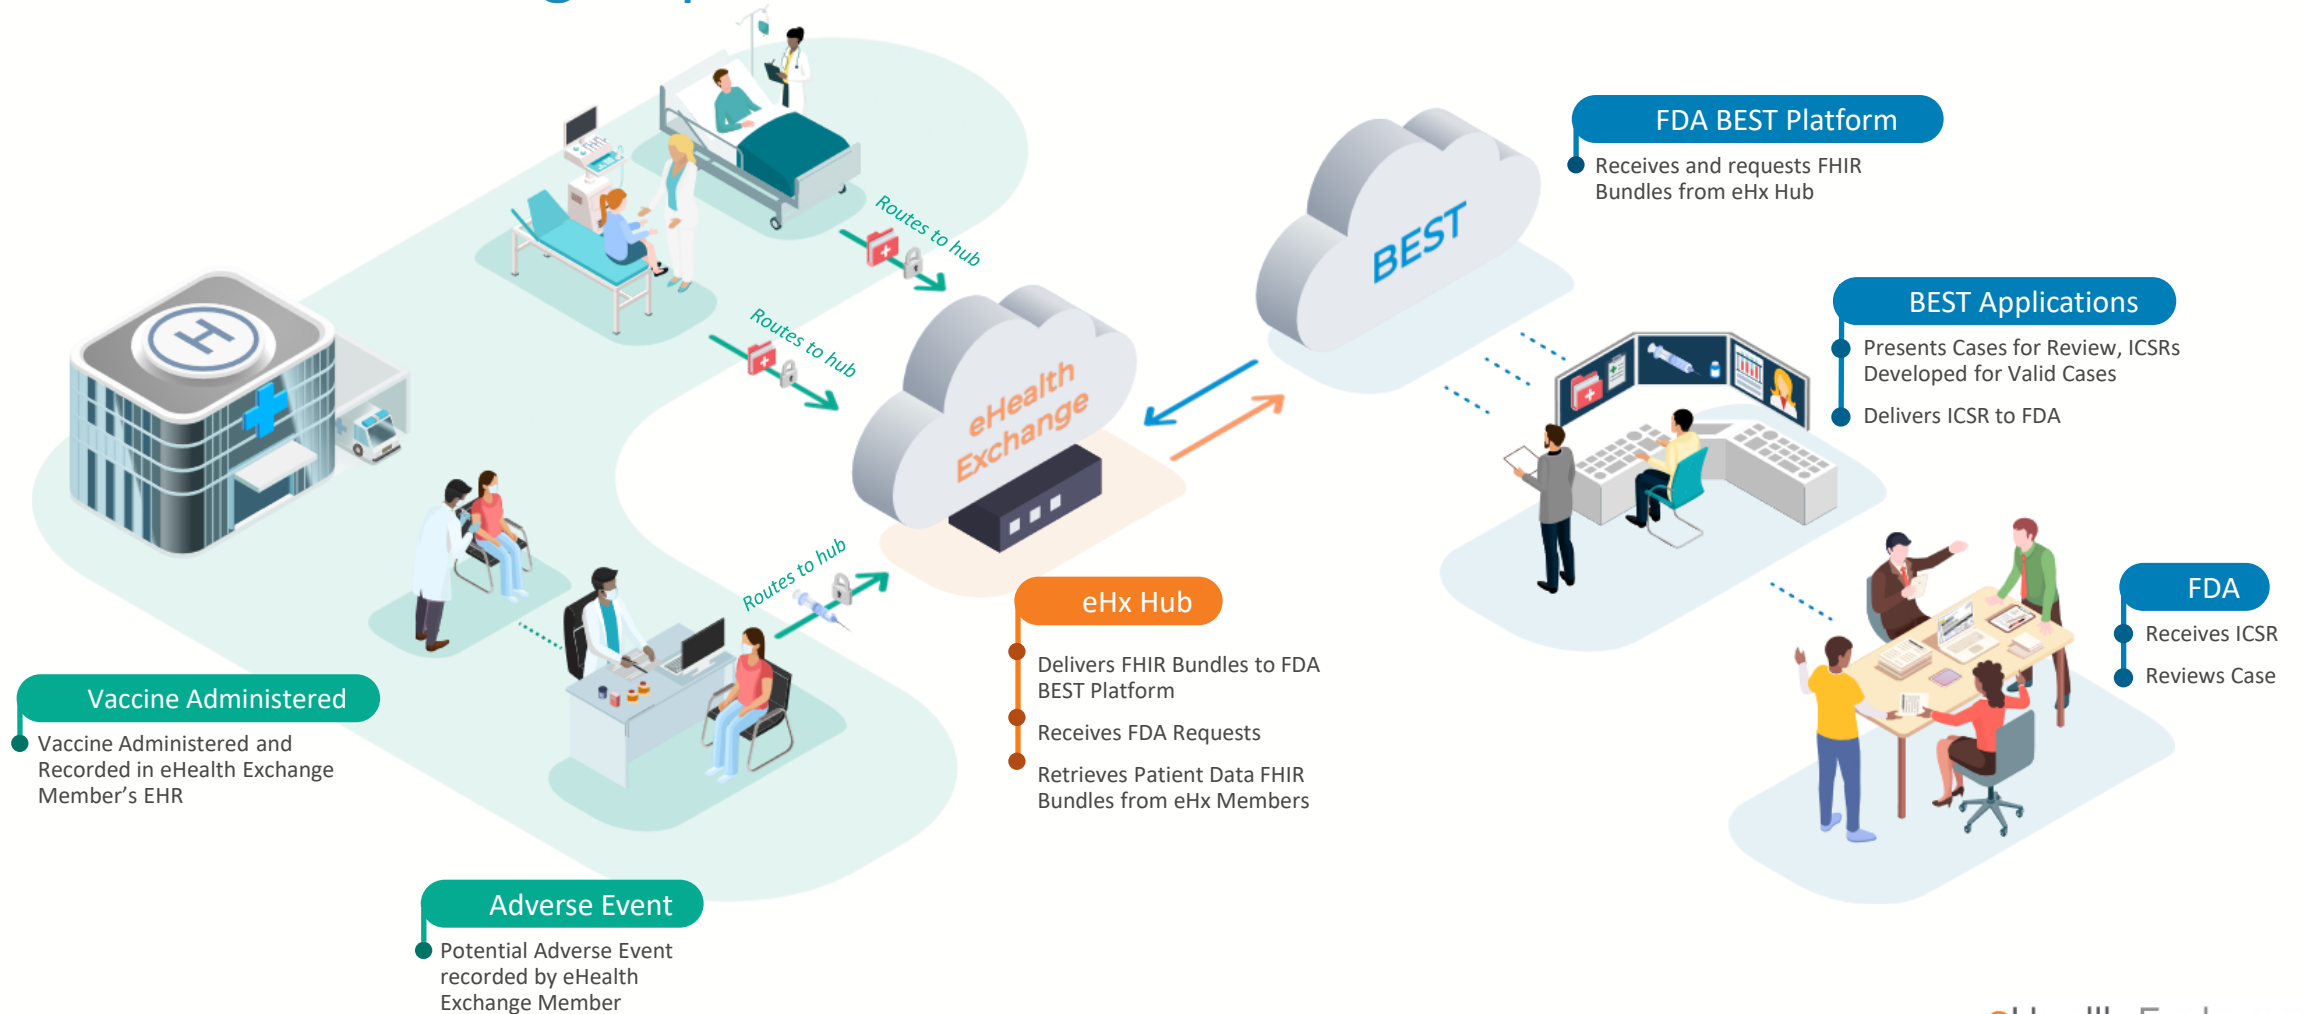 Routes to hub
Routes to hub
Routes to hub
H
eHealth
Exchange
BEST
FDA BEST Platform
Receives and requests FHIR
Bundles from eHx Hub
BEST Applications
Presents Cases for Review, ICSRs
Developed for Valid Cases
Delivers ICSR to FDA
FDA
Receives ICSR
Reviews Case
eHx Hub
Delivers FHIR Bundles to FDA
BEST Platform
Receives FDA Requests
Retrieves Patient Data FHIR
Bundles from eHx Members
Vaccine Administered
Vaccine Administered and
Recorded in eHealth Exchange
Member’s EHR
Adverse Event
Potential Adverse Event
recorded by eHealth
Exchange Member